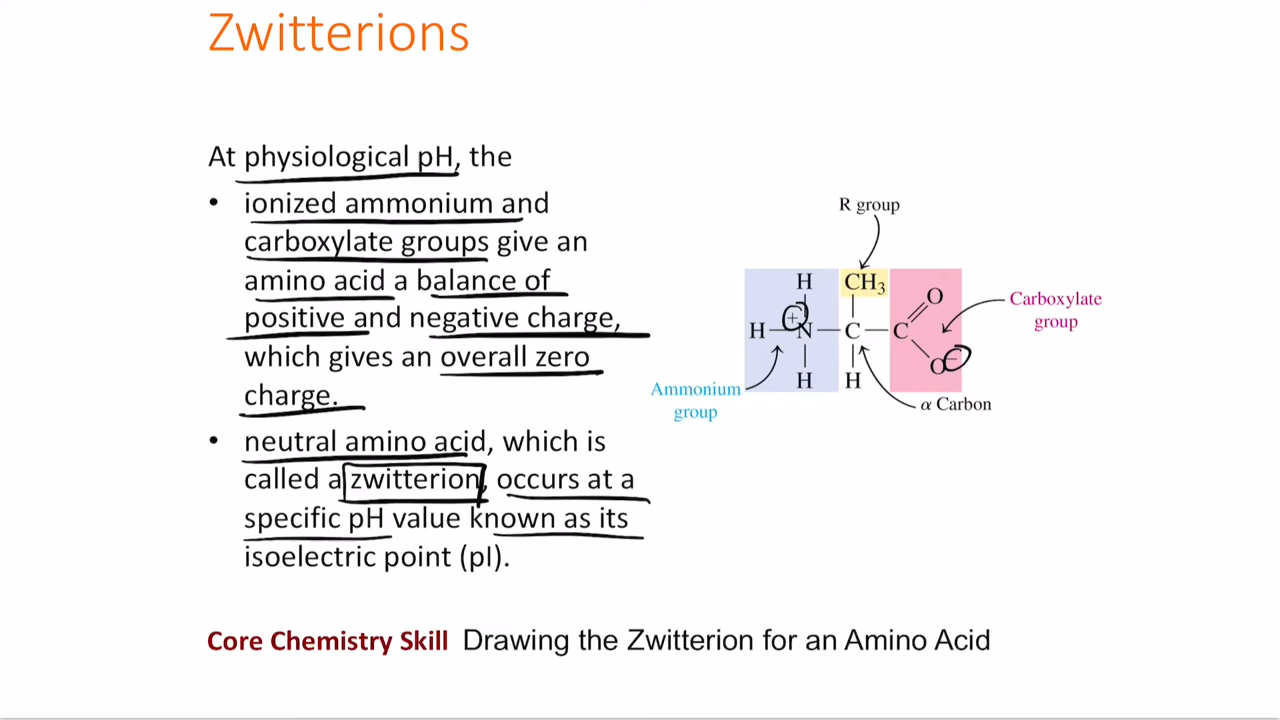 Zwitterions
At physiological pH, the
• ionized ammonium and
carboxylate groups give an
amino acid a balance of
positive and negative charge,
which gives an overall zero
charge.
• neutral amino acid, which is
called a zwitterion, occurs at a
specific pH value known as its
isoelectric point (pI).
R group
H CH₃ O
H + N C C
O −
H H
Carboxylate
group
Ammonium
group
α Carbon
Core Chemistry Skill Drawing the Zwitterion for an Amino Acid